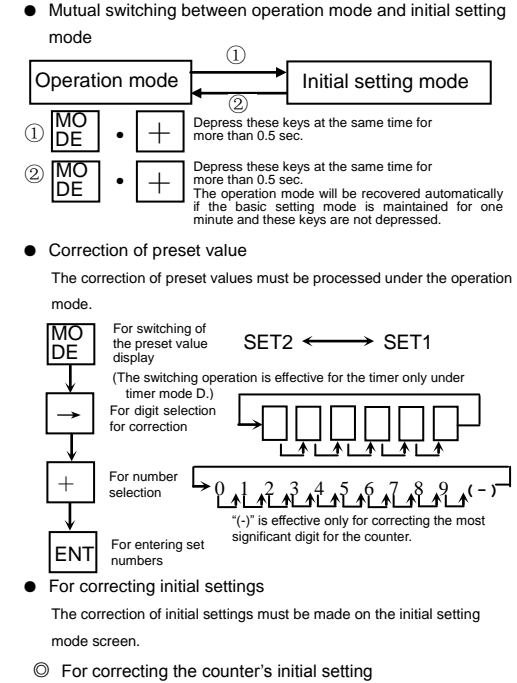 ● Mutual switching between operation mode and initial setting
mode
①
Operation mode
Initial setting mode
②
① MO
DE • +
Depress these keys at the same time for
more than 0.5 sec.
② MO
DE • +
Depress these keys at the same time for
more than 0.5 sec.
The operation mode will be recovered automatically
if the basic setting mode is maintained for one
minute and these keys are not depressed.
● Correction of preset value
The correction of preset values must be processed under the operation
mode.
MO
DE
For switching of
the preset value
display
SET2 ⟷ SET1
(The switching operation is effective for the timer only under
timer mode D.)
→
For digit selection
for correction
+
For number
selection
0 1 2 3 4 5 6 7 8 9 (-)
"(-)" is effective only for correcting the most
significant digit for the counter.
ENT
For entering set
numbers
● For correcting initial settings
The correction of initial settings must be made on the initial setting
mode screen.
◎ For correcting the counter's initial setting